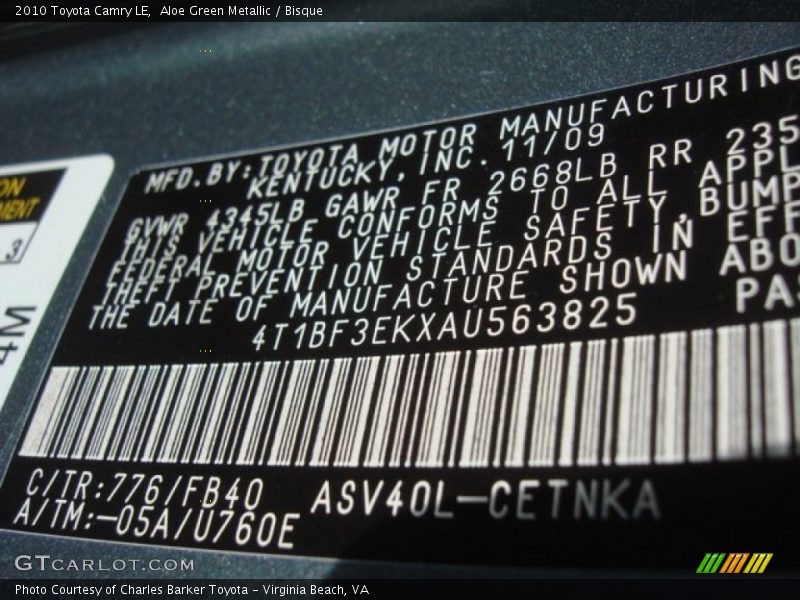 2010 Toyota Camry LE,  Aloe Green Metallic / Bisque
MFD.BY:TOYOTA MOTOR MANUFACTURING
KENTUCKY, INC. 11/09
GVWR 4345LB GAWR FR 2668LB RR 235
THIS VEHICLE CONFORMS TO ALL APPL
FEDERAL MOTOR VEHICLE SAFETY, BUMP
THEFT PREVENTION STANDARDS IN EFF
THE DATE OF MANUFACTURE SHOWN ABO
4T1BF3EKXAU563825 PA
3
4M
C/TR:776/FB40 ASV40L-CETNKA
A/TM:-05A/U760E
GTCARLOT.COM
Photo Courtesy of Charles Barker Toyota - Virginia Beach, VA